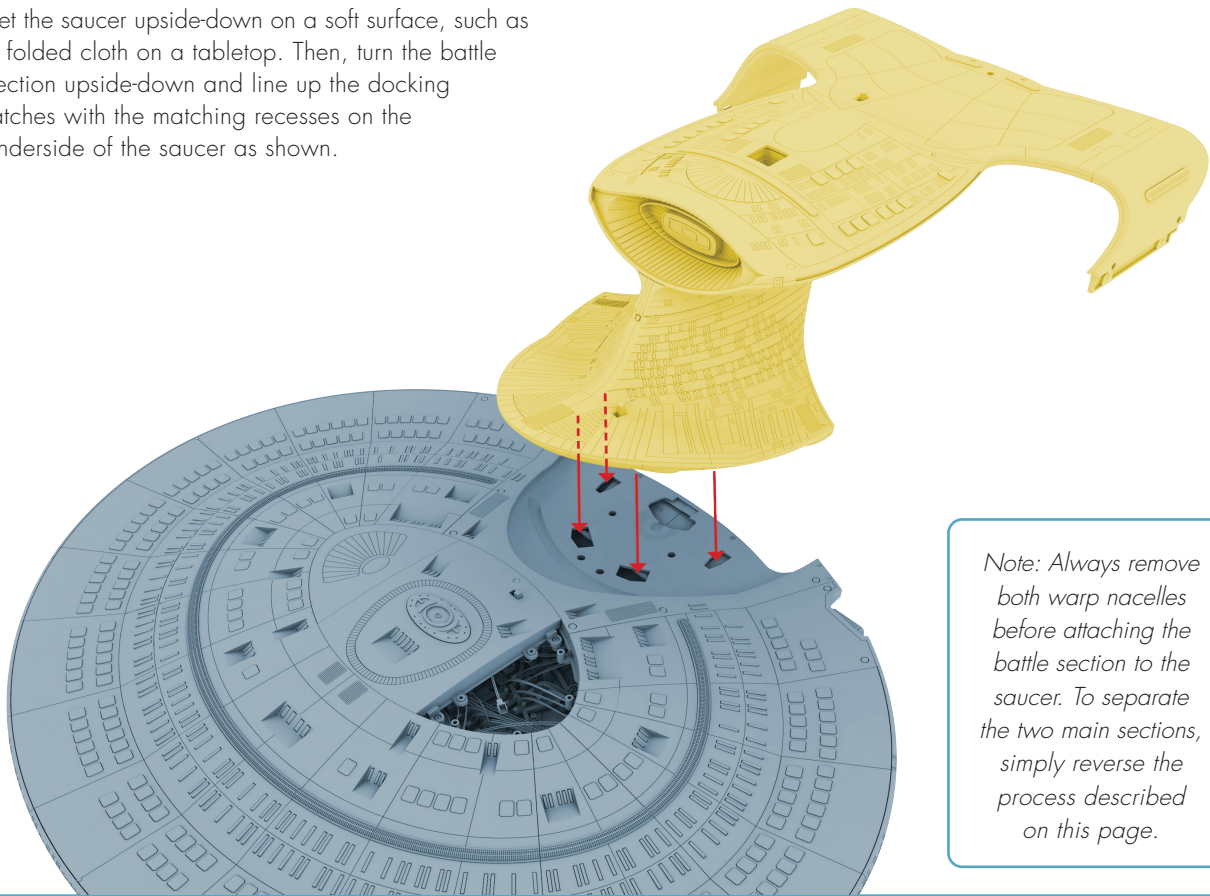 et the saucer upside-down on a soft surface, such as
folded cloth on a tabletop. Then, turn the battle
ection upside-down and line up the docking
atches with the matching recesses on the
nderside of the saucer as shown.
Note: Always remove
both warp nacelles
before attaching the
battle section to the
saucer. To separate
the two main sections,
simply reverse the
process described
on this page.